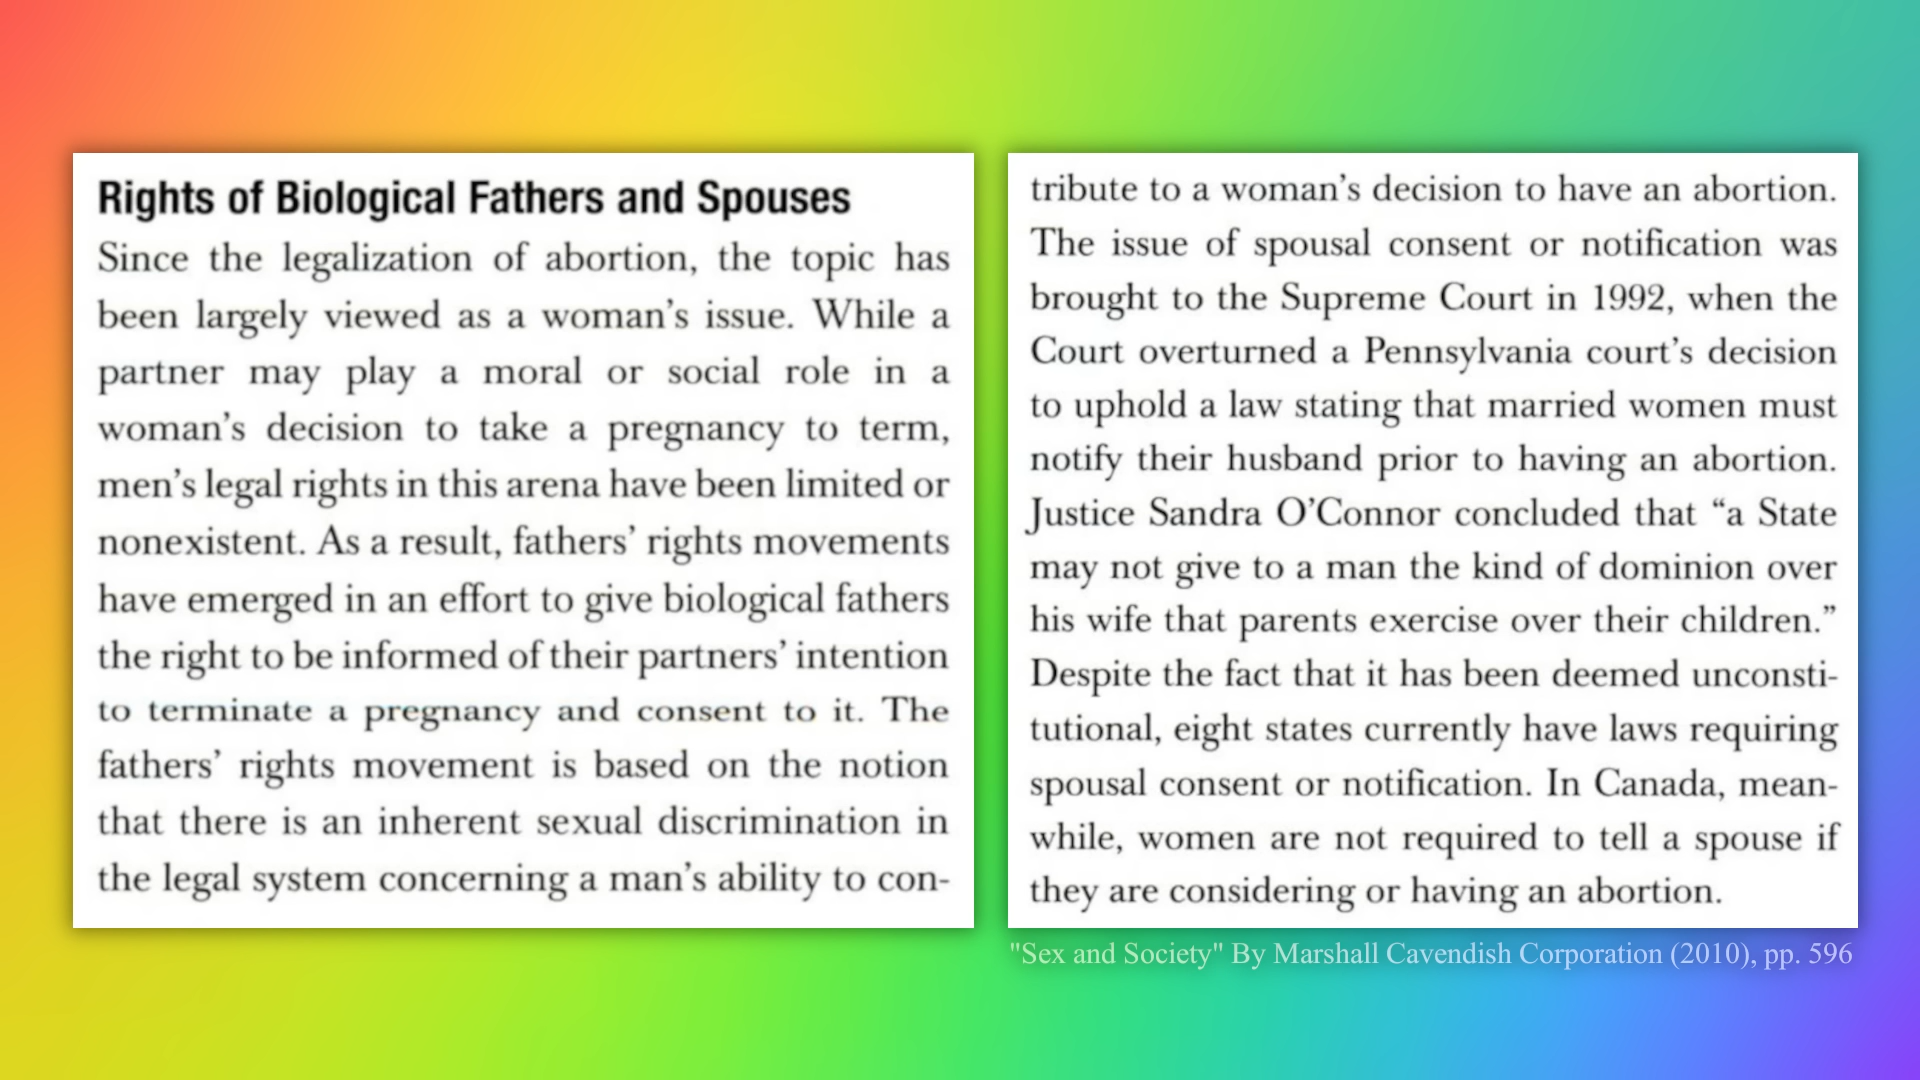 Rights of Biological Fathers and Spouses
Since the legalization of abortion, the topic has
been largely viewed as a woman’s issue. While a
partner may play a moral or social role in a
woman’s decision to take a pregnancy to term,
men’s legal rights in this arena have been limited or
nonexistent. As a result, fathers’ rights movements
have emerged in an effort to give biological fathers
the right to be informed of their partners’ intention
to terminate a pregnancy and consent to it. The
fathers’ rights movement is based on the notion
that there is an inherent sexual discrimination in
the legal system concerning a man’s ability to con-
tribute to a woman’s decision to have an abortion.
The issue of spousal consent or notification was
brought to the Supreme Court in 1992, when the
Court overturned a Pennsylvania court’s decision
to uphold a law stating that married women must
notify their husband prior to having an abortion.
Justice Sandra O’Connor concluded that “a State
may not give to a man the kind of dominion over
his wife that parents exercise over their children.”
Despite the fact that it has been deemed unconsti-
tutional, eight states currently have laws requiring
spousal consent or notification. In Canada, mean-
while, women are not required to tell a spouse if
they are considering or having an abortion.
"Sex and Society" By Marshall Cavendish Corporation (2010), pp. 596